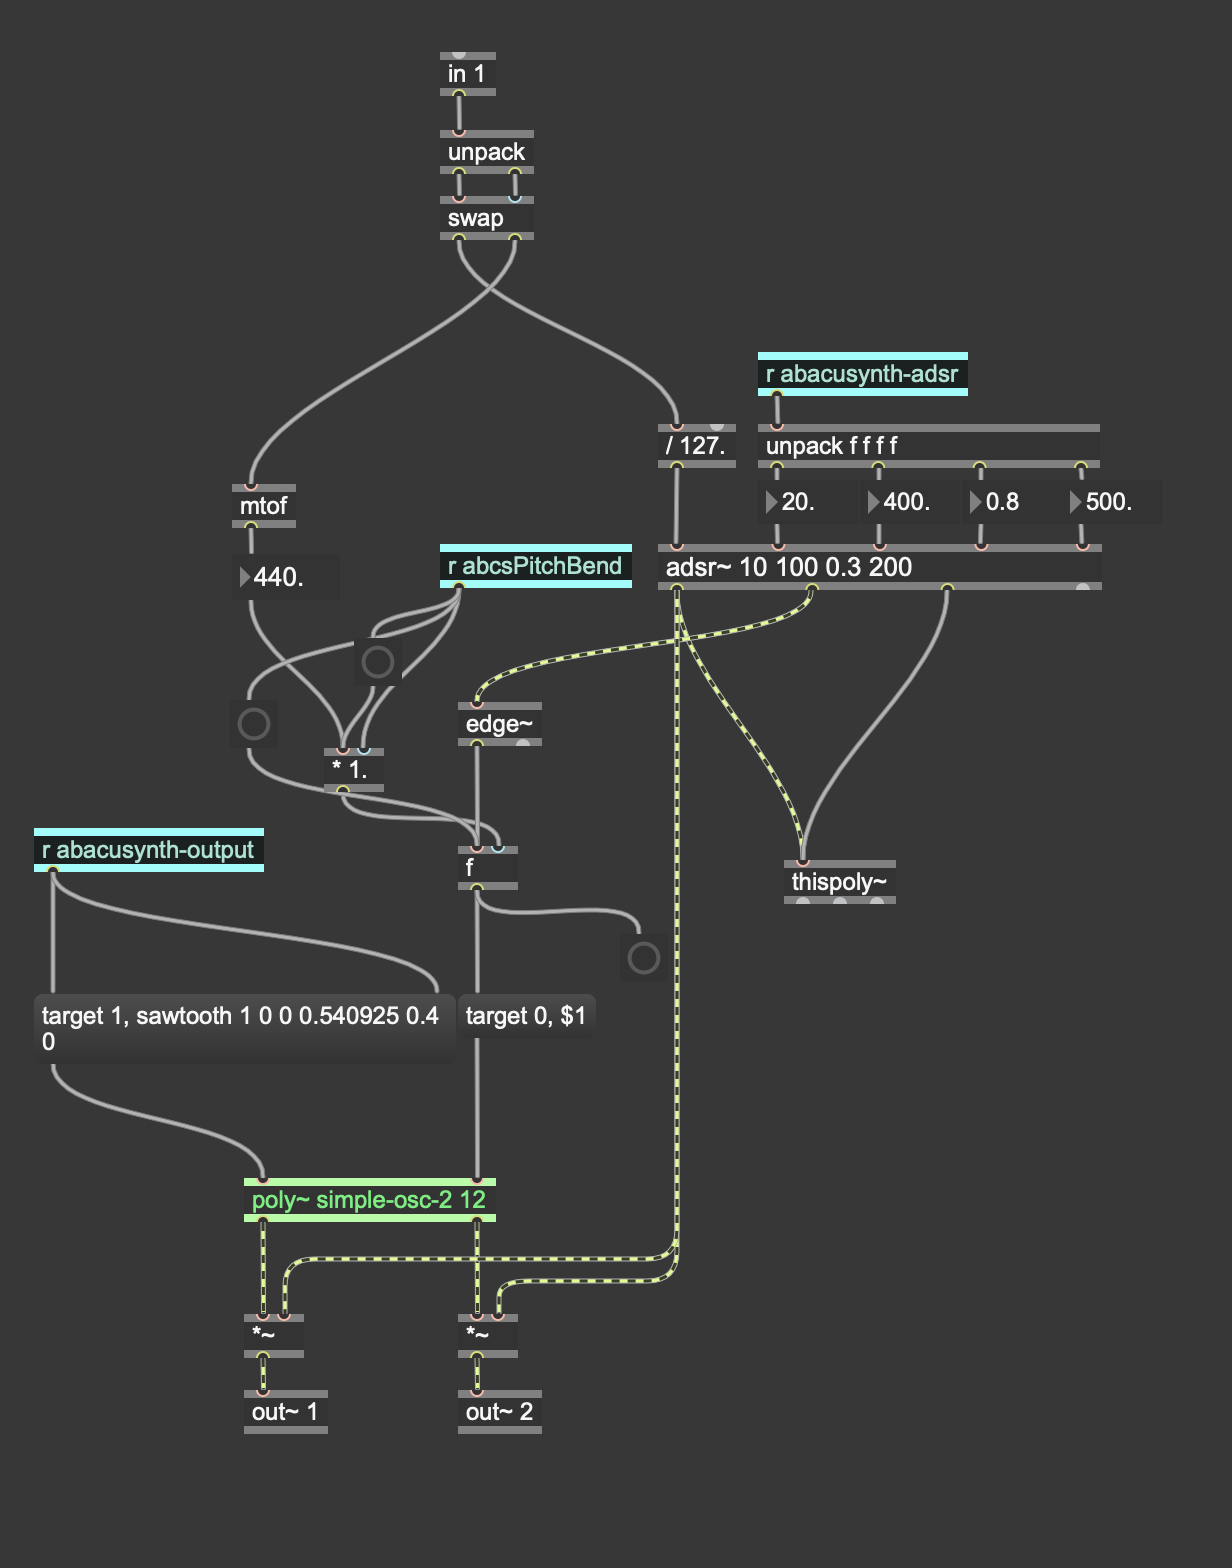 in 1
unpack
swap
r abacusynth-adsr
/ 127.
unpack f f f f
20.
400.
0.8
500.
mtof
440.
r abcsPitchBend
adsr~ 10 100 0.3 200
edge~
* 1.
r abacusynth-output
f
thispoly~
target 1, sawtooth 1 0 0 0.540925 0.4
0
target 0, $1
poly~ simple-osc-2 12
*~
*~
out~ 1
out~ 2